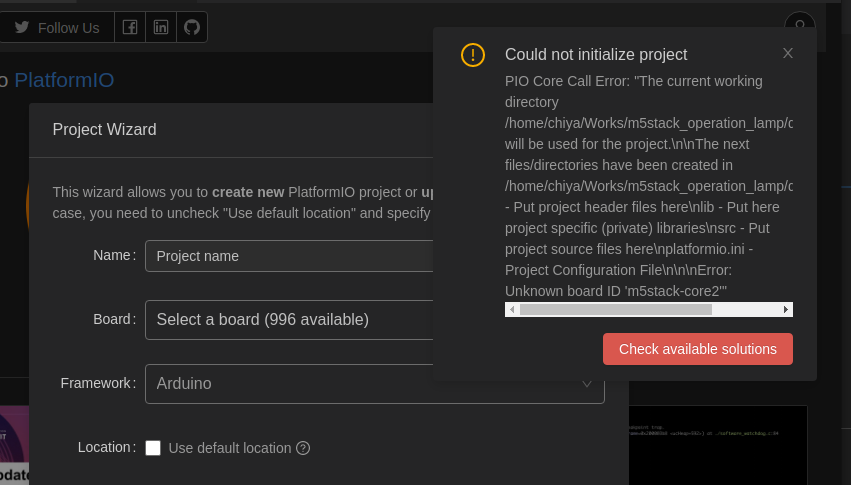 Follow Us
o PlatformIO
Project Wizard
This wizard allows you to create new PlatformIO project or up
case, you need to uncheck "Use default location" and specify
Name:
Project name
Board:
Select a board (996 available)
Framework:
Arduino
Location:
Use default location
Could not initialize project
PIO Core Call Error: "The current working
directory
/home/chiya/Works/m5stack_operation_lamp/c
will be used for the project.\n\nThe next
files/directories have been created in
/home/chiya/Works/m5stack_operation_lamp/c
- Put project header files here\nlib - Put here
project specific (private) libraries\nsrc - Put
project source files here\nplatformio.ini -
Project Configuration File\n\n\nError:
Unknown board ID 'm5stack-core2'"
Check available solutions